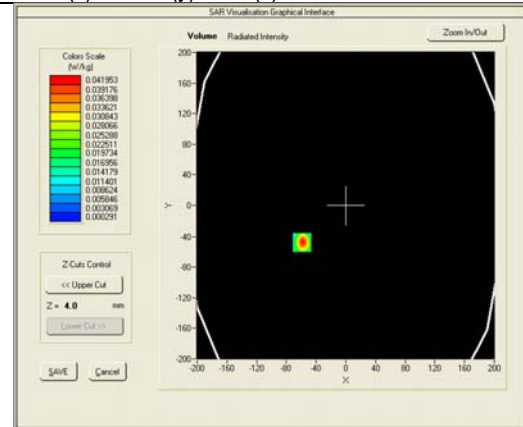 SAR Visualisation Graphical Interface
Colors Scale
(W/kg)
0.041953
0.039176
0.036398
0.033621
0.030843
0.028066
0.025288
0.022511
0.019734
0.016956
0.014179
0.011401
0.008624
0.005846
0.003069
0.000291
Z-Cuts Control
<< Upper Cut
Z = 4.0 mm
Lower Cut >>
SAVE Cancel
Volume Radiated Intensity
Zoom In/Out
200-
160-
120-
80-
40-
Y 0-
-40-
-80-
-120-
-160-
-200-
-200 -160 -120 -80 -40 0 40 80 120 160 200
X